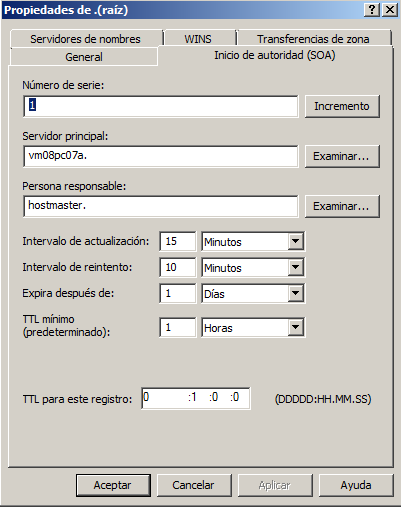 Propiedades de .(raíz)
Servidores de nombres WINS Transferencias de zona
General Inicio de autoridad (SOA)
Número de serie:
1 Incremento
Servidor principal:
vm08pc07a. Examinar...
Persona responsable:
hostmaster. Examinar...
Intervalo de actualización: 15 Minutos
Intervalo de reintento: 10 Minutos
Expira después de: 1 Días
TTL mínimo
(predeterminado): 1 Horas
TTL para este registro: 0 :1 :0 :0 (DDDDD:HH.MM.SS)
Aceptar Cancelar Aplicar Ayuda